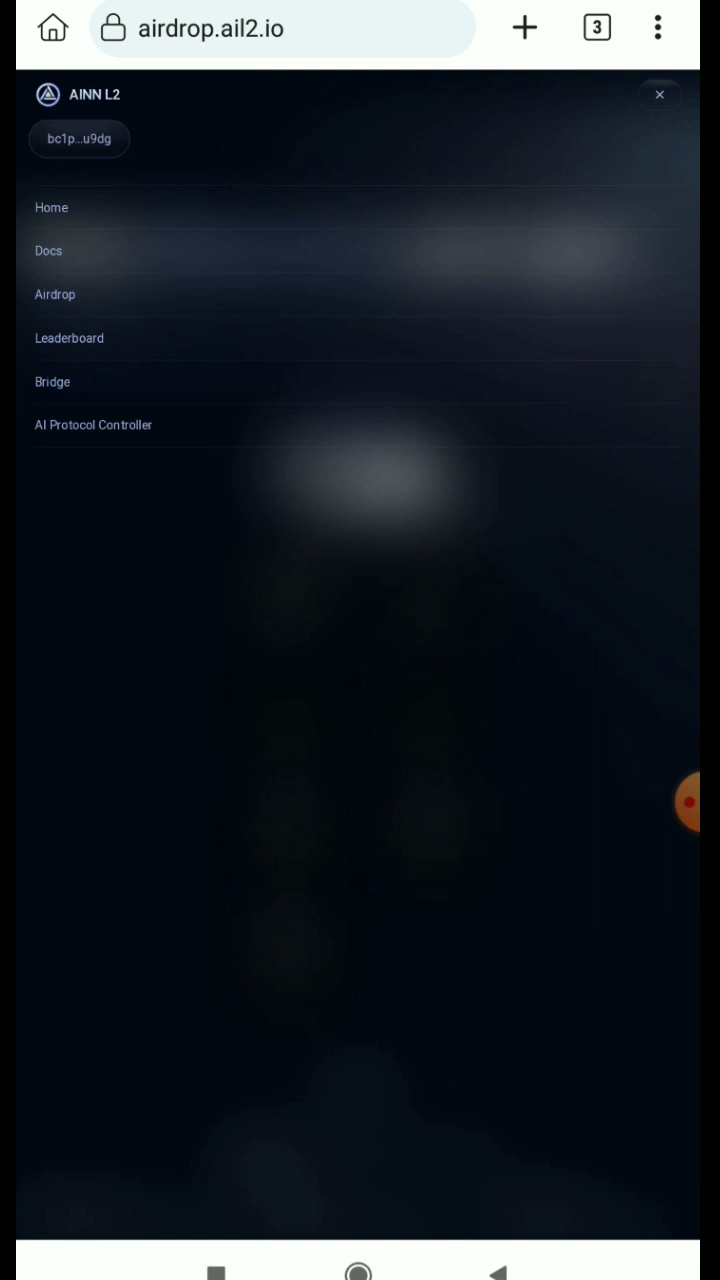 airdrop.ail2.io
3
AINN L2
bc1p...u9dg
Home
Docs
Airdrop
Leaderboard
Bridge
AI Protocol Controller